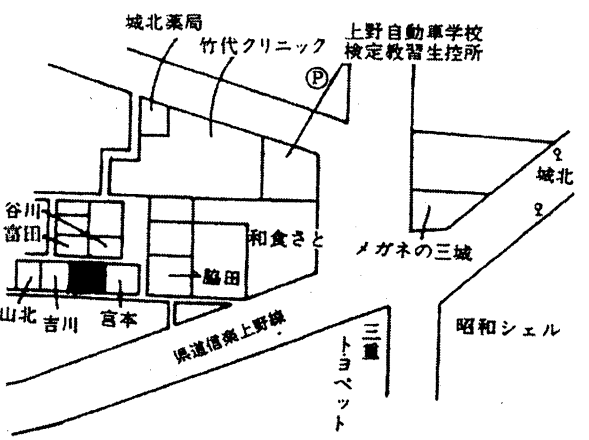 城北薬局
竹代クリニック
上野自動車学校
検定教習生控所
P
城北
谷川
富田
和食さと
メガネの三城
脇田
山北
吉川
宮本
県道信楽上野線
三重
トヨペット
昭和シェル